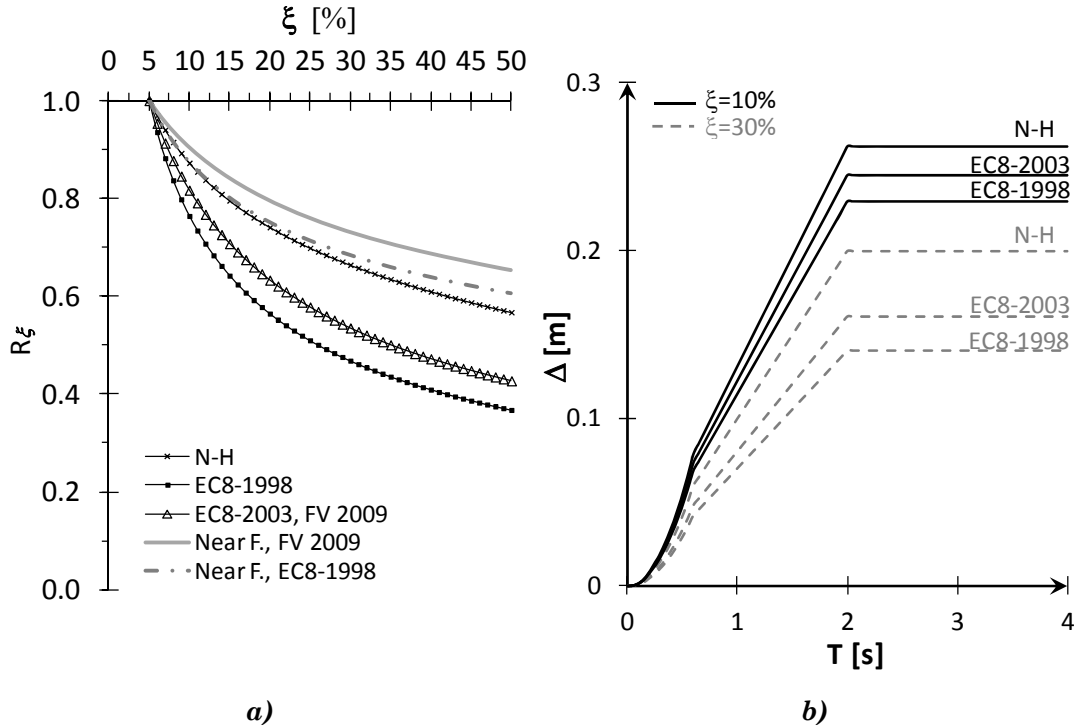 ξ [%]
0 5 10 15 20 25 30 35 40 45 50
1.0
0.8
0.6
0.4
0.2
0.0
Rξ
N-H
EC8-1998
EC8-2003, FV 2009
Near F., FV 2009
Near F., EC8-1998
a)
0.3
0.2
0.1
0
Δ [m]
ξ=10%
ξ=30%
N-H
EC8-2003
EC8-1998
N-H
EC8-2003
EC8-1998
0 1 2 3 4
T [s]
b)